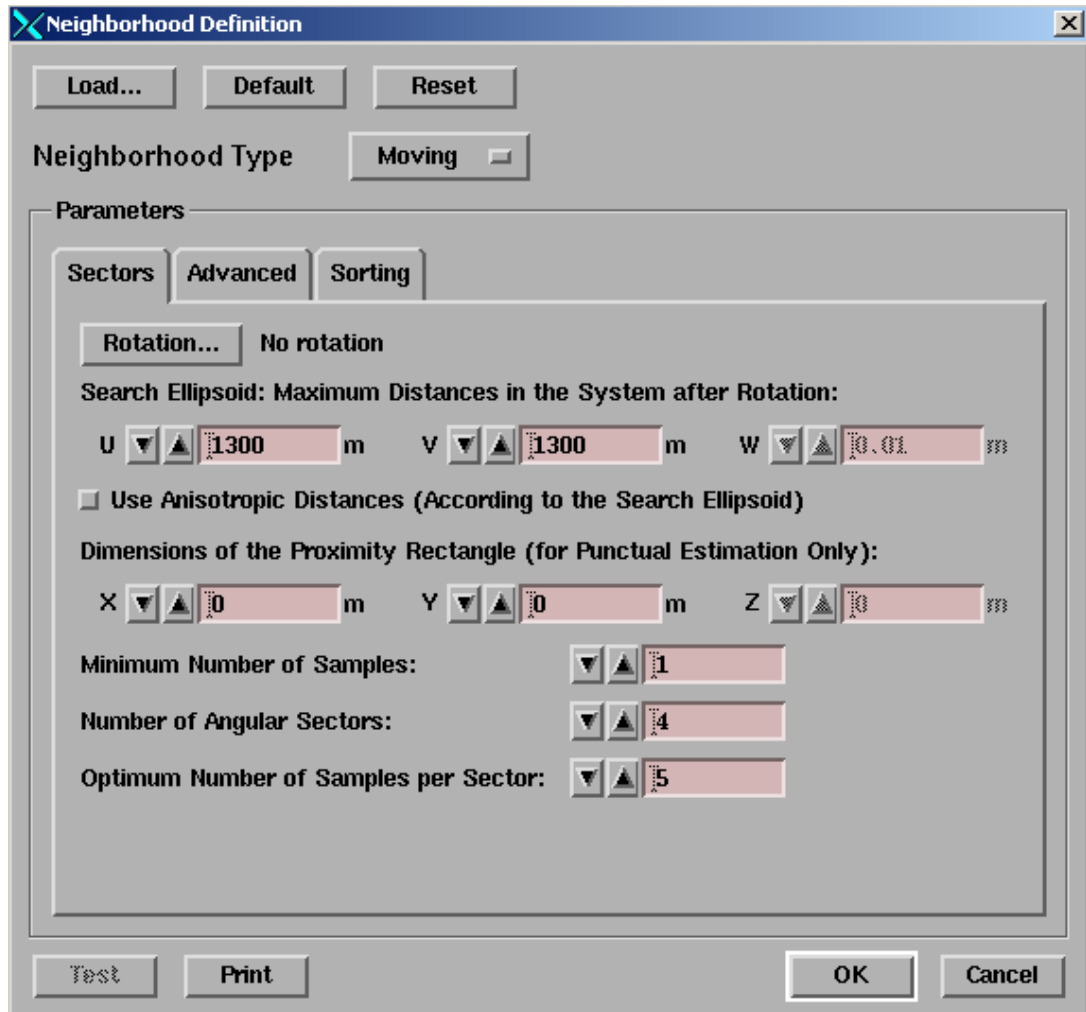 Neighborhood Definition
Load... Default Reset
Neighborhood Type Moving
Parameters
Sectors Advanced Sorting
Rotation... No rotation
Search Ellipsoid: Maximum Distances in the System after Rotation:
U 1300 m V 1300 m W 0.01 m
Use Anisotropic Distances (According to the Search Ellipsoid)
Dimensions of the Proximity Rectangle (for Punctual Estimation Only):
X 0 m Y 0 m Z 0 m
Minimum Number of Samples: 1
Number of Angular Sectors: 4
Optimum Number of Samples per Sector: 5
Test Print OK Cancel